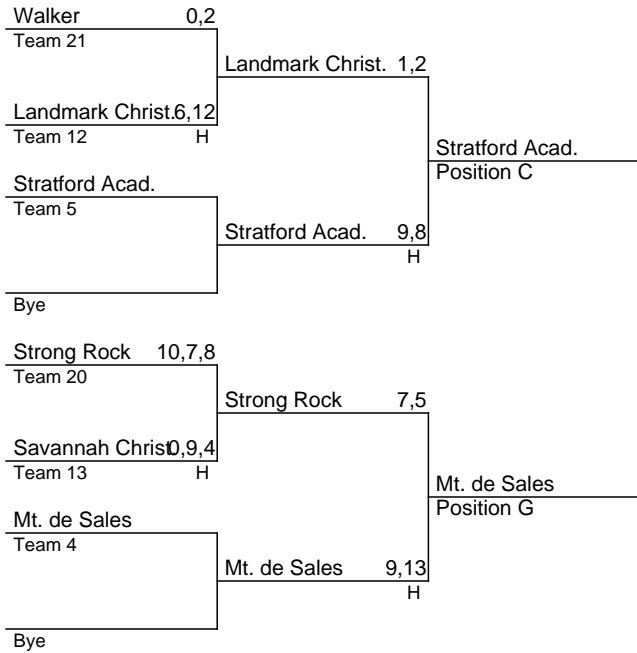 Walker 0,2
Team 21
Landmark Christ. 1,2
Landmark Christ. 6,12
Team 12 H
Stratford Acad.
Position C
Stratford Acad.
Team 5
Stratford Acad. 9,8
H
Bye
Strong Rock 10,7,8
Team 20
Strong Rock 7,5
Savannah Christ. 0,9,4
Team 13 H
Mt. de Sales
Position G
Mt. de Sales
Team 4
Mt. de Sales 9,13
H
Bye